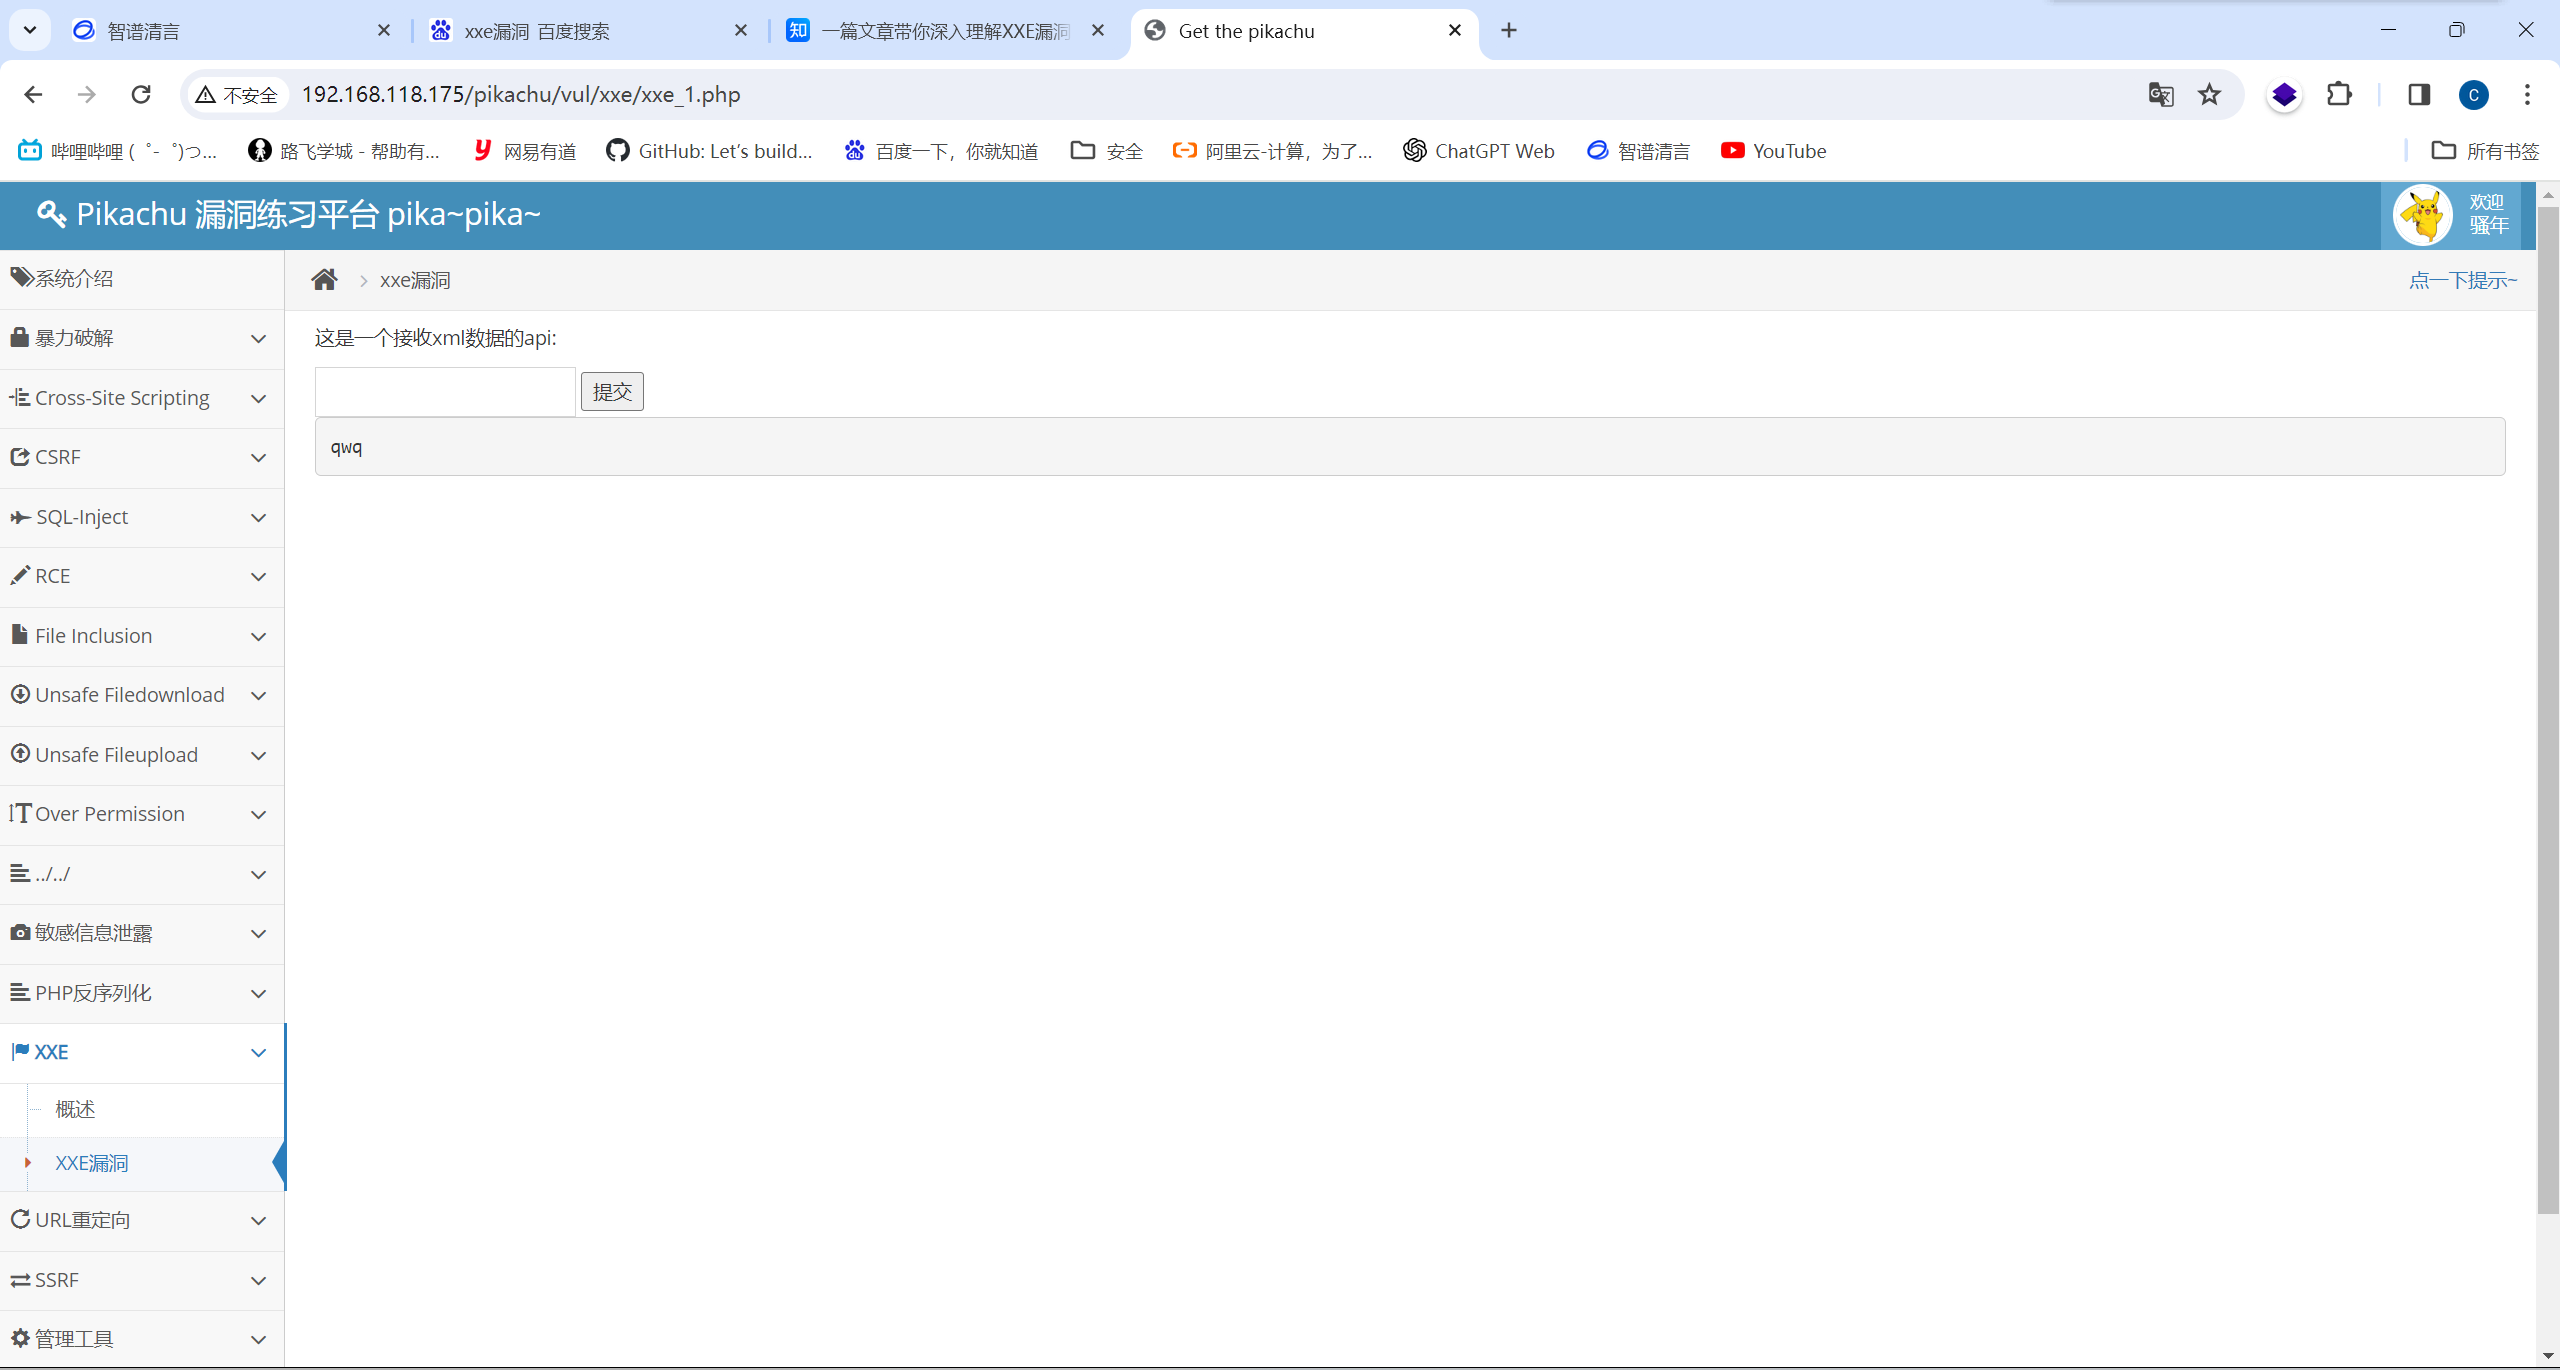 智谱清言
xxe漏洞_百度搜索
知 一篇文章带你深入理解XXE漏洞
Get the pikachu
不安全
192.168.118.175/pikachu/vul/xxe/xxe_1.php
C
哔哩哔哩 (゜-゜)つ...
路飞学城 - 帮助有...
y 网易有道
GitHub: Let's build...
百度一下，你就知道
安全
阿里云-计算，为了...
ChatGPT Web
智谱清言
YouTube
所有书签
Pikachu 漏洞练习平台 pika~pika~
欢迎
骚年
系统介绍
xxe漏洞
点一下提示~
这是一个接收xml数据的api:
提交
qwq
暴力破解
Cross-Site Scripting
CSRF
SQL-Inject
RCE
File Inclusion
Unsafe Filedownload
Unsafe Fileupload
Over Permission
../../
敏感信息泄露
PHP反序列化
XXE
概述
XXE漏洞
URL重定向
SSRF
管理工具